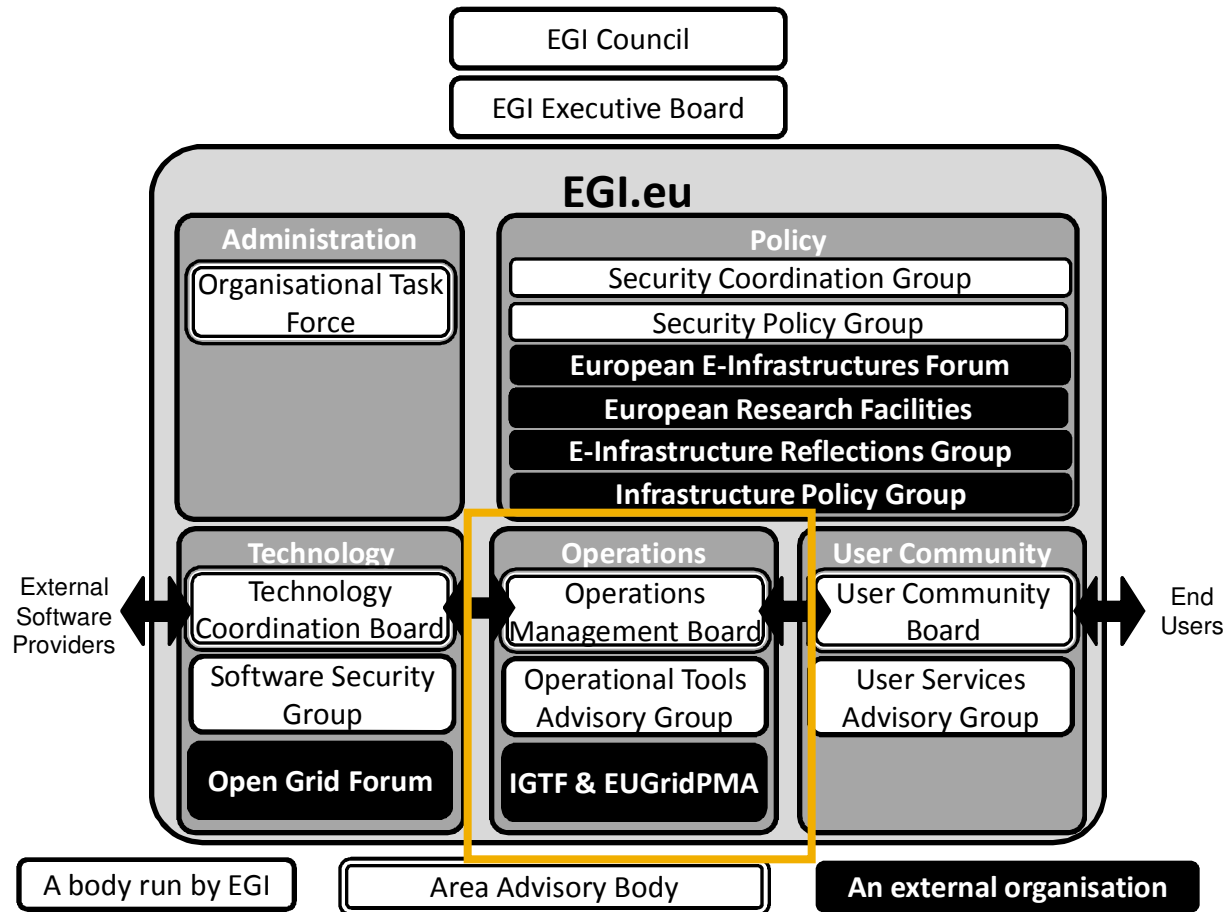 EGI Council
EGI Executive Board
EGI.eu
Administration
Organisational Task
Force
Policy
Security Coordination Group
Security Policy Group
European E-Infrastructures Forum
European Research Facilities
E-Infrastructure Reflections Group
Infrastructure Policy Group
External
Software
Providers
Technology
Technology
Coordination Board
Software Security
Group
Open Grid Forum
Operations
Operations
Management Board
Operational Tools
Advisory Group
IGTF & EUGridPMA
User Community
User Community
Board
User Services
Advisory Group
End
Users
A body run by EGI
Area Advisory Body
An external organisation